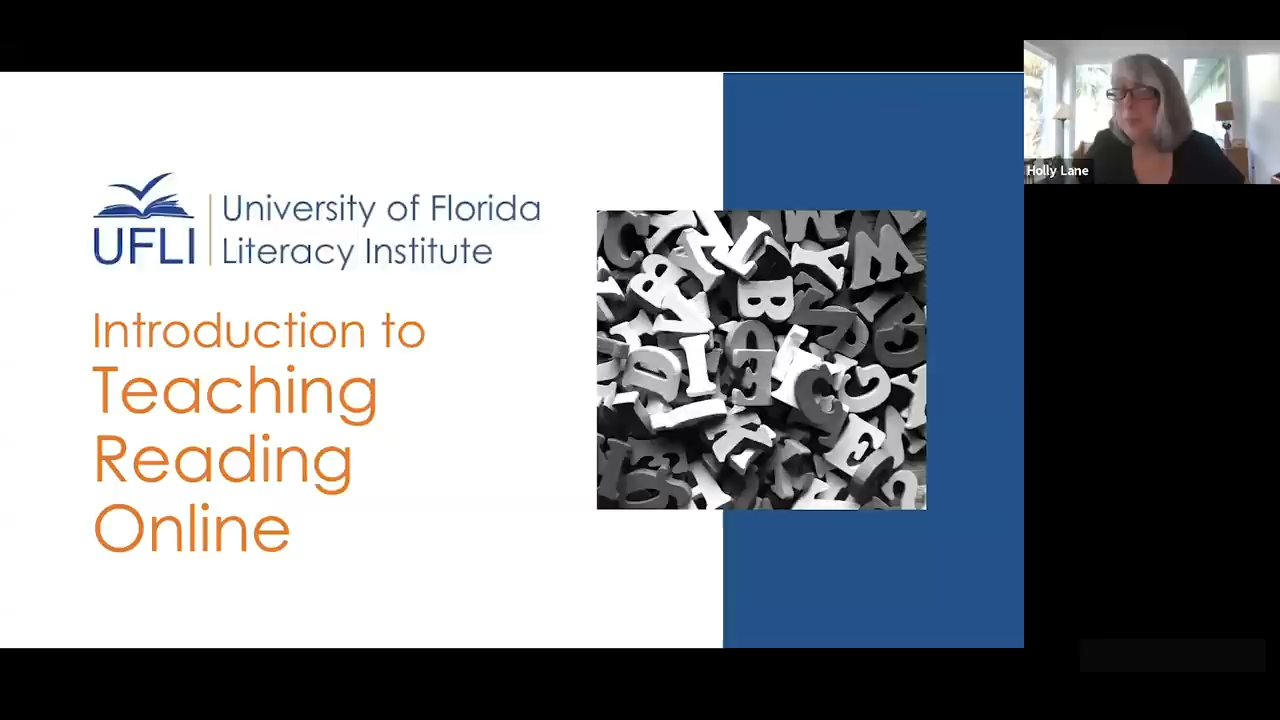 UFLI
University of Florida
Literacy Institute
Introduction to
Teaching
Reading
Online
Holly Lane